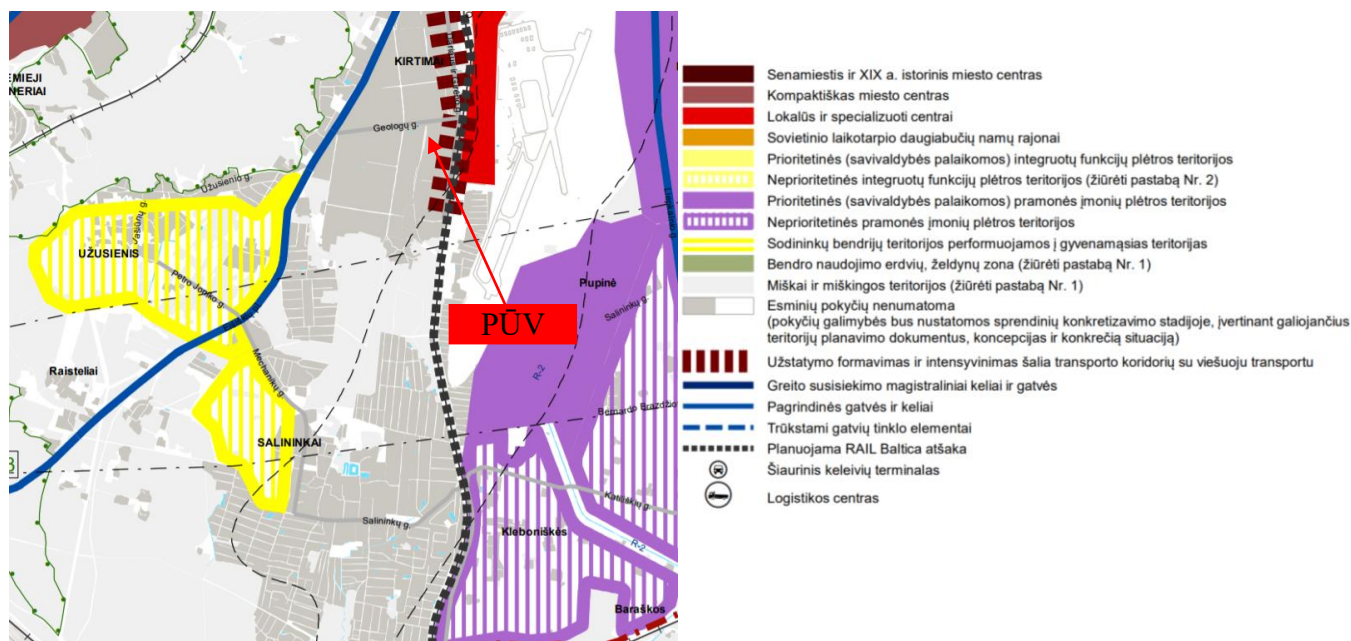 EMIEJI
NERIAI
KIRTIMAI
Geologų g.
Užusienio g.
UŽUSIENIS
Petro Joniko g.
Mechanikų g.
Raisteliai
SALININKAI
Salininkų g.
PŪV
Pupinė
Salininkų g.
R-2
Katiliškių g.
Kleboniškės
R-2
Baraškos
Senamiestis ir XIX a. istorinis miesto centras
Kompaktiškas miesto centras
Lokalūs ir specializuoti centrai
Sovietinio laikotarpio daugiabučių namų rajonai
Prioritetinės (savivaldybės palaikomos) integruotų funkcijų plėtros teritorijos
Neprioritetinės integruotų funkcijų plėtros teritorijos (žiūrėti pastabą Nr. 2)
Prioritetinės (savivaldybės palaikomos) pramonės įmonių plėtros teritorijos
Neprioritetinės pramonės įmonių plėtros teritorijos
Sodininkų bendrijų teritorijos performuojamos į gyvenamąsias teritorijas
Bendro naudojimo erdvių, želdynų zona (žiūrėti pastabą Nr. 1)
Miškai ir miškingos teritorijos (žiūrėti pastabą Nr. 1)
Esminių pokyčių nenumatoma
(pokyčių galimybės bus nustatomos sprendinių konkretizavimo stadijoje, įvertinant galiojančius
teritorijų planavimo dokumentus, koncepcijas ir konkrečią situaciją)
Užstatymo formavimas ir intensyvinimas šalia transporto koridorių su viešuoju transportu
Greito susisiekimo magistraliniai keliai ir gatvės
Pagrindinės gatvės ir keliai
Trūkstami gatvių tinklo elementai
Planuojama RAIL Baltica atšaka
Šiaurinis keleivių terminalas
Logistikos centras